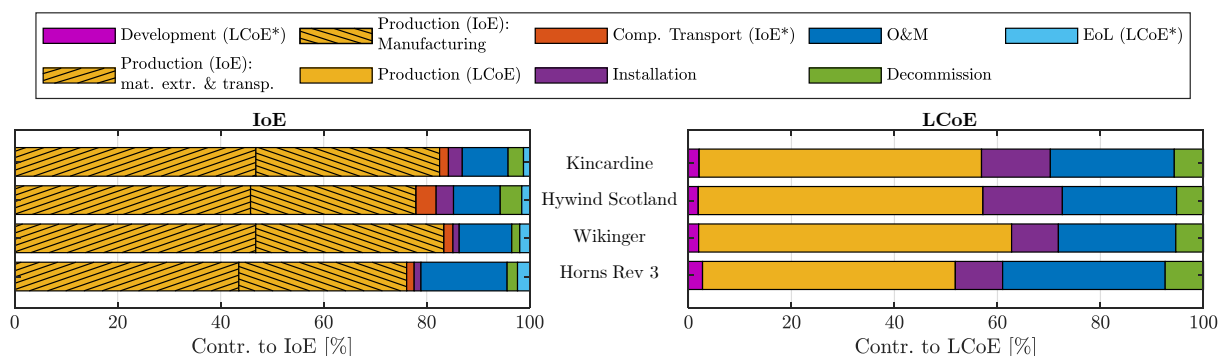 Development (LCoE*)
Production (IoE):
Manufacturing
Comp. Transport (IoE*)
O&M
EoL (LCoE*)
Production (IoE):
mat. extr. & transp.
Production (LCoE)
Installation
Decommission
IoE
LCoE
Kincardine
Hywind Scotland
Wikinger
Horns Rev 3
0 20 40 60 80 100
0 20 40 60 80 100
Contr. to IoE [%]
Contr. to LCoE [%]